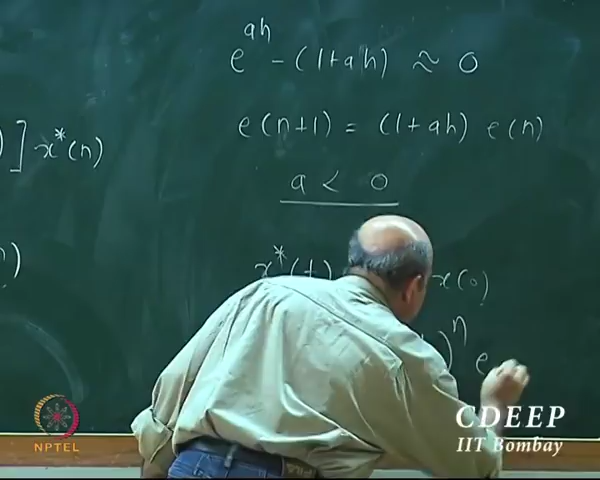 e^{ah} - (1+ah) ≈ 0
] x*(n)
e(n+1) = (1+ah) e(n)
a < 0
)
x*(t) x(0)
)^n e
CDEEP
IIT Bombay
NPTEL